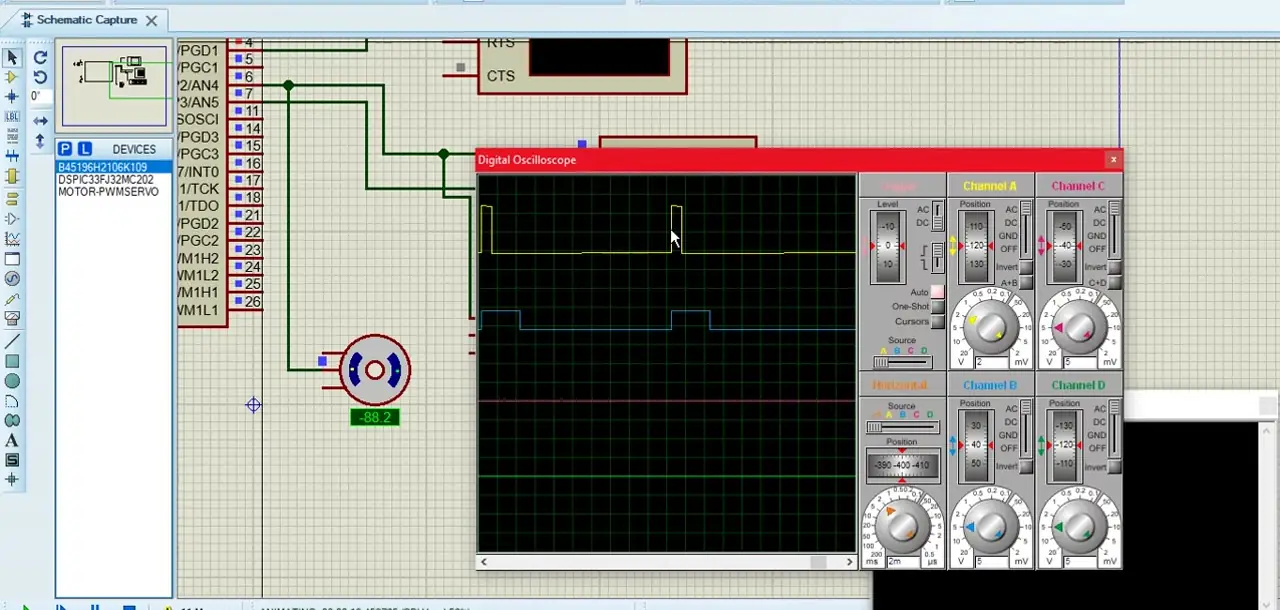 Schematic Capture
/PGD1
/PGC1
2/AN4
3/AN5
SOSCI
/PGD3
/PGC3
7/INT0
1/TCK
1/TDO
/PGD2
/PGC2
/M1H2
VM1L2
/M1H1
VM1L1
4
5
6
7
11
14
15
16
17
18
21
22
23
24
25
26
RTS
CTS
0°
LBL
P L DEVICES
B45196H2106K109
DSPIC33FJ32MC202
MOTOR-PWMSERVO
-88.2
Digital Oscilloscope
Level
AC
DC
-10
0
10
Auto
One-Shot
Cursors
Source
A B C D
Channel A
Position
AC
DC
GND
OFF
Invert
A+B
110
120
130
V 2 mV
Channel C
Position
AC
DC
GND
OFF
Invert
C+D
-50
-40
-30
V 5 mV
Horizontal
Source
A B C D
Position
-390 -400 -410
ms 2m µs
Channel B
Position
AC
DC
GND
OFF
Invert
30
40
50
V 5 mV
Channel D
Position
AC
DC
GND
OFF
Invert
-130
-120
-110
V 5 mV